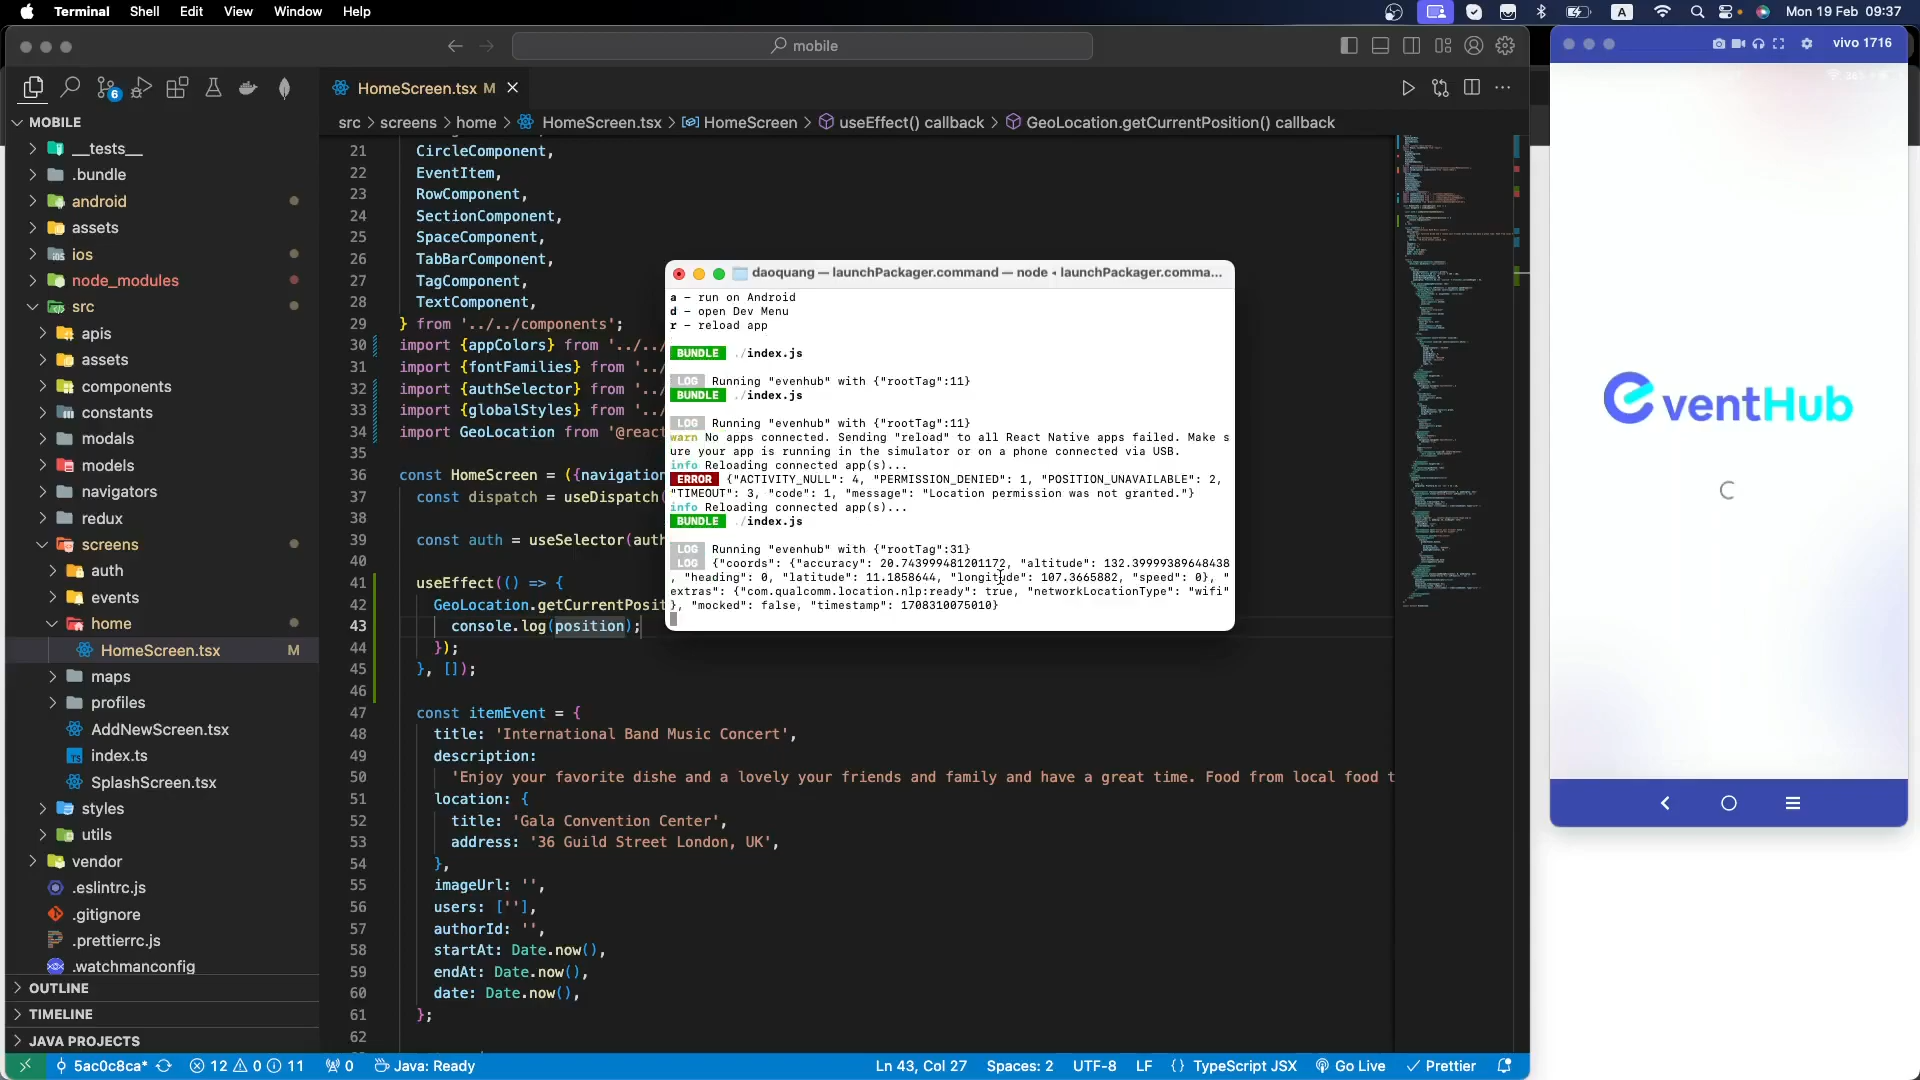 Terminal Shell Edit View Window Help
A Mon 19 Feb 09:37
mobile
vivo 1716
HomeScreen.tsx M
src > screens > home > HomeScreen.tsx > HomeScreen > useEffect() callback > GeoLocation.getCurrentPosition() callback
6
MOBILE
__tests__
.bundle
android
assets
ios
node_modules
src
apis
assets
components
constants
modals
models
navigators
redux
screens
auth
events
home
HomeScreen.tsx M
maps
profiles
AddNewScreen.tsx
index.ts
SplashScreen.tsx
styles
utils
vendor
.eslintrc.js
.gitignore
.prettierrc.js
.watchmanconfig
OUTLINE
TIMELINE
JAVA PROJECTS
21 CircleComponent,
22 EventItem,
23 RowComponent,
24 SectionComponent,
25 SpaceComponent,
26 TabBarComponent,
27 TagComponent,
28 TextComponent,
29 } from '../../components';
30 import {appColors} from '../../
31 import {fontFamilies} from '..
32 import {authSelector} from '..
33 import {globalStyles} from '..
34 import GeoLocation from '@react
35
36 const HomeScreen = ({navigation
37 const dispatch = useDispatch(
38
39 const auth = useSelector(auth
40
41 useEffect(() => {
42 GeoLocation.getCurrentPosit
43 console.log(position);
44 });
45 }, []);
46
47 const itemEvent = {
48 title: 'International Band Music Concert',
49 description:
50 'Enjoy your favorite dishe and a lovely your friends and family and have a great time. Food from local food t
51 location: {
52 title: 'Gala Convention Center',
53 address: '36 Guild Street London, UK',
54 },
55 imageUrl: '',
56 users: [''],
57 authorId: '',
58 startAt: Date.now(),
59 endAt: Date.now(),
60 date: Date.now(),
61 };
62
daoquang — launchPackager.command — node ◂ launchPackager.comma...
a - run on Android
d - open Dev Menu
r - reload app
BUNDLE ./index.js
LOG Running "evenhub" with {"rootTag":11}
BUNDLE ./index.js
LOG Running "evenhub" with {"rootTag":11}
warn No apps connected. Sending "reload" to all React Native apps failed. Make s
ure your app is running in the simulator or on a phone connected via USB.
info Reloading connected app(s)...
ERROR {"ACTIVITY_NULL": 4, "PERMISSION_DENIED": 1, "POSITION_UNAVAILABLE": 2,
"TIMEOUT": 3, "code": 1, "message": "Location permission was not granted."}
info Reloading connected app(s)...
BUNDLE ./index.js
LOG Running "evenhub" with {"rootTag":31}
LOG {"coords": {"accuracy": 20.743999481201172, "altitude": 132.39999389648438
, "heading": 0, "latitude": 11.1858644, "longitude": 107.3665882, "speed": 0}, "
extras": {"com.qualcomm.location.nlp:ready": true, "networkLocationType": "wifi"
}, "mocked": false, "timestamp": 1708310075010}
eventHub
5ac0c8ca* 12 0 11 0 Java: Ready
Ln 43, Col 27 Spaces: 2 UTF-8 LF {} TypeScript JSX Go Live Prettier